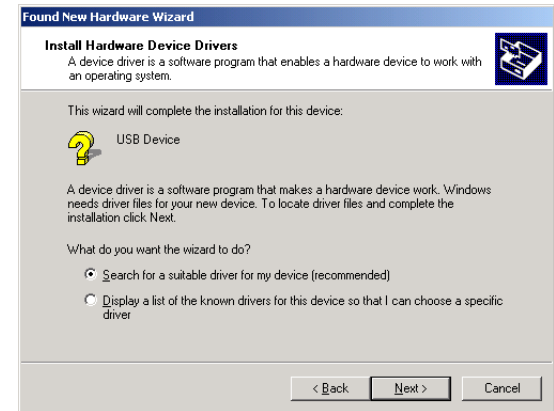 Found New Hardware Wizard
Install Hardware Device Drivers
A device driver is a software program that enables a hardware device to work with
an operating system.
This wizard will complete the installation for this device:
USB Device
A device driver is a software program that makes a hardware device work. Windows
needs driver files for your new device. To locate driver files and complete the
installation click Next.
What do you want the wizard to do?
Search for a suitable driver for my device (recommended)
Display a list of the known drivers for this device so that I can choose a specific
driver
< Back Next > Cancel